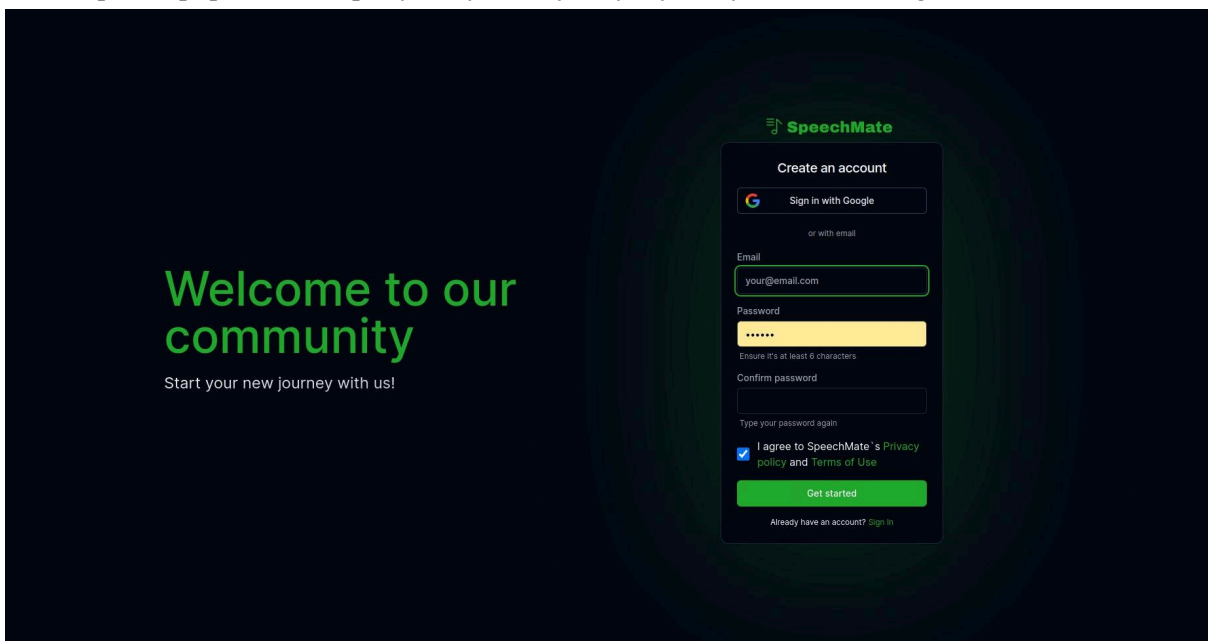 SpeechMate
Create an account
Sign in with Google
or with email
Email
your@email.com
Password
••••••
Ensure it's at least 6 characters
Confirm password
Type your password again
I agree to SpeechMate`s Privacy
policy and Terms of Use
Get started
Already have an account? Sign In
Welcome to our
community
Start your new journey with us!